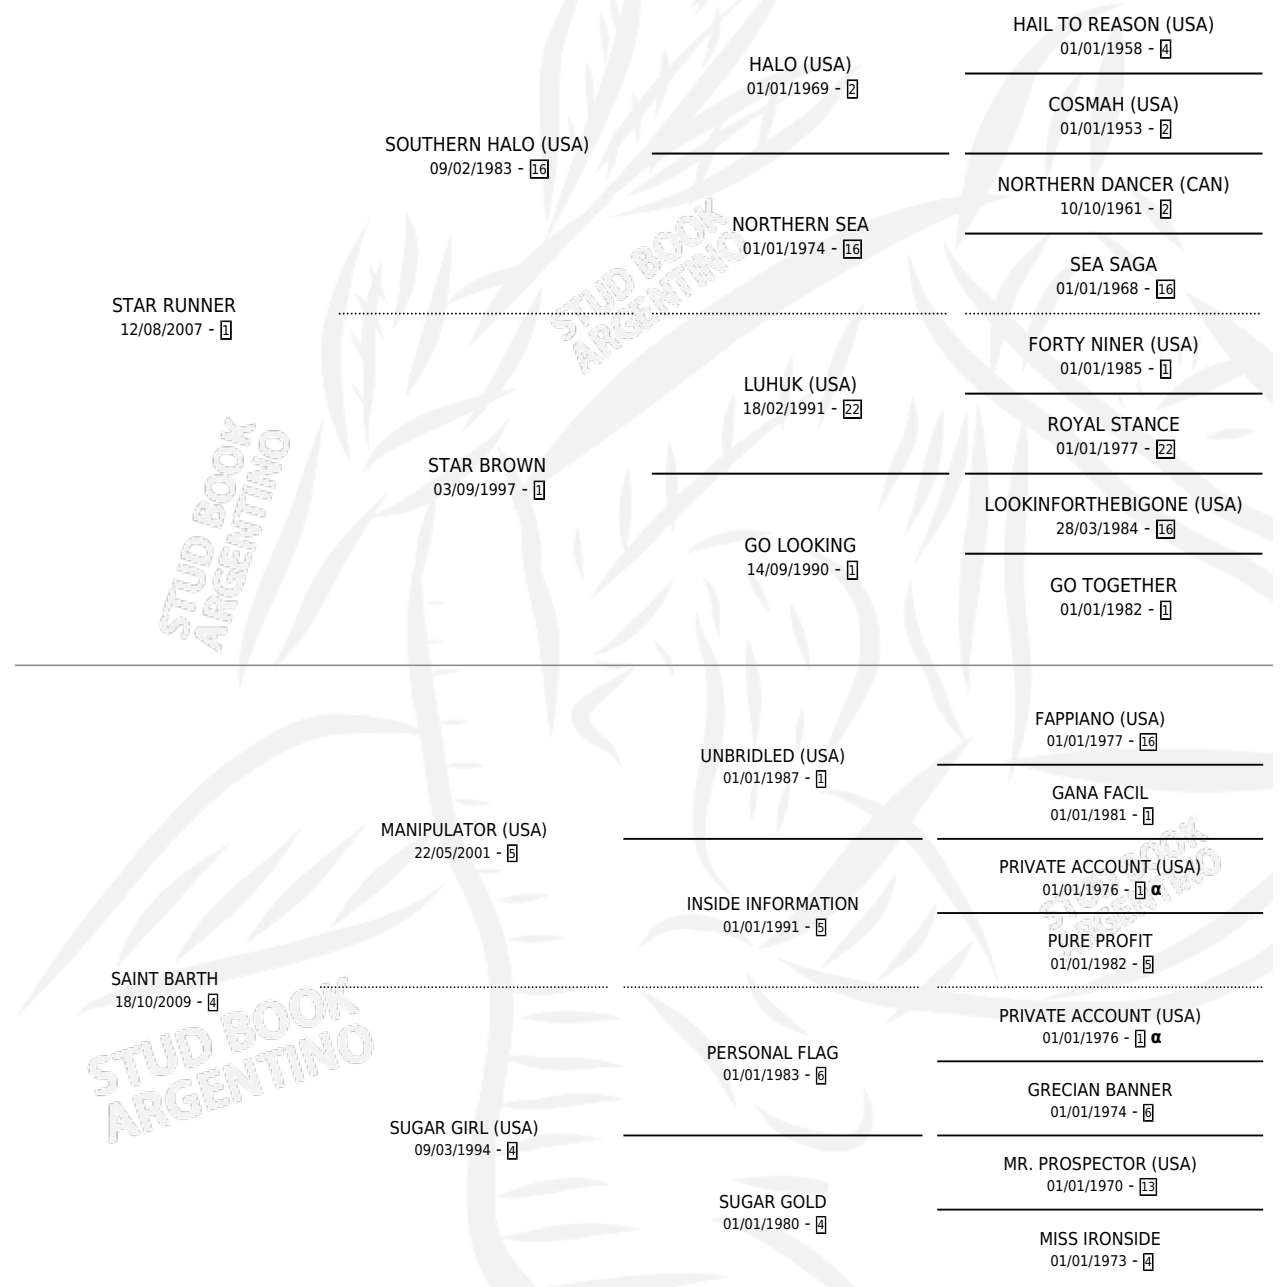 HAIL TO REASON (USA)
01/01/1958 - 4
HALO (USA)
01/01/1969 - 2
COSMAH (USA)
01/01/1953 - 2
SOUTHERN HALO (USA)
09/02/1983 - 16
NORTHERN DANCER (CAN)
10/10/1961 - 2
NORTHERN SEA
01/01/1974 - 16
SEA SAGA
01/01/1968 - 16
STAR RUNNER
12/08/2007 - 1
FORTY NINER (USA)
01/01/1985 - 1
LUHUK (USA)
18/02/1991 - 22
ROYAL STANCE
01/01/1977 - 22
STAR BROWN
03/09/1997 - 1
LOOKINFORTHEBIGONE (USA)
28/03/1984 - 16
GO LOOKING
14/09/1990 - 1
GO TOGETHER
01/01/1982 - 1
FAPPIANO (USA)
01/01/1977 - 16
UNBRIDLED (USA)
01/01/1987 - 1
GANA FACIL
01/01/1981 - 1
MANIPULATOR (USA)
22/05/2001 - 5
PRIVATE ACCOUNT (USA)
01/01/1976 - 1 α
INSIDE INFORMATION
01/01/1991 - 5
PURE PROFIT
01/01/1982 - 5
SAINT BARTH
18/10/2009 - 4
PRIVATE ACCOUNT (USA)
01/01/1976 - 1 α
PERSONAL FLAG
01/01/1983 - 6
GRECIAN BANNER
01/01/1974 - 6
SUGAR GIRL (USA)
09/03/1994 - 4
MR. PROSPECTOR (USA)
01/01/1970 - 13
SUGAR GOLD
01/01/1980 - 4
MISS IRONSIDE
01/01/1973 - 4
STUD BOOK
ARGENTINO
STUD BOOK
ARGENTINO
STUD BOOK
ARGENTINO
STUD BOOK
ARGENTINO